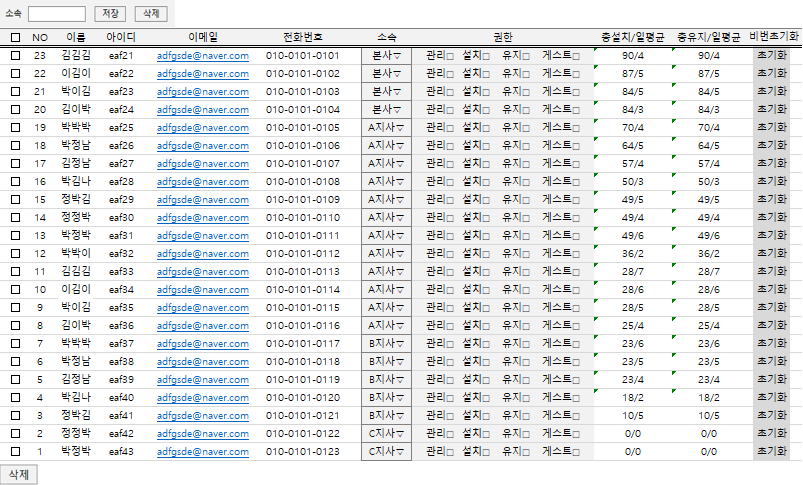 소속 저장 삭제
□ NO 이름 아이디 이메일 전화번호 소속 권한 총설치/일평균 총유지/일평균 비번초기화
□ 23 김김김 eaf21 adfgsde@naver.com 010-0101-0101 본사▽ 관리□ 설치□ 유지□ 게스트□ 90/4 90/4 초기화
□ 22 이김이 eaf22 adfgsde@naver.com 010-0101-0102 본사▽ 관리□ 설치□ 유지□ 게스트□ 87/5 87/5 초기화
□ 21 박이김 eaf23 adfgsde@naver.com 010-0101-0103 본사▽ 관리□ 설치□ 유지□ 게스트□ 84/5 84/5 초기화
□ 20 김이박 eaf24 adfgsde@naver.com 010-0101-0104 본사▽ 관리□ 설치□ 유지□ 게스트□ 84/3 84/3 초기화
□ 19 박박박 eaf25 adfgsde@naver.com 010-0101-0105 A지사▽ 관리□ 설치□ 유지□ 게스트□ 70/4 70/4 초기화
□ 18 박정남 eaf26 adfgsde@naver.com 010-0101-0106 A지사▽ 관리□ 설치□ 유지□ 게스트□ 64/5 64/5 초기화
□ 17 김정남 eaf27 adfgsde@naver.com 010-0101-0107 A지사▽ 관리□ 설치□ 유지□ 게스트□ 57/4 57/4 초기화
□ 16 박김나 eaf28 adfgsde@naver.com 010-0101-0108 A지사▽ 관리□ 설치□ 유지□ 게스트□ 50/3 50/3 초기화
□ 15 정박김 eaf29 adfgsde@naver.com 010-0101-0109 A지사▽ 관리□ 설치□ 유지□ 게스트□ 49/5 49/5 초기화
□ 14 정정박 eaf30 adfgsde@naver.com 010-0101-0110 A지사▽ 관리□ 설치□ 유지□ 게스트□ 49/4 49/4 초기화
□ 13 박정박 eaf31 adfgsde@naver.com 010-0101-0111 A지사▽ 관리□ 설치□ 유지□ 게스트□ 49/6 49/6 초기화
□ 12 박박이 eaf32 adfgsde@naver.com 010-0101-0112 A지사▽ 관리□ 설치□ 유지□ 게스트□ 36/2 36/2 초기화
□ 11 김김김 eaf33 adfgsde@naver.com 010-0101-0113 A지사▽ 관리□ 설치□ 유지□ 게스트□ 28/7 28/7 초기화
□ 10 이김이 eaf34 adfgsde@naver.com 010-0101-0114 A지사▽ 관리□ 설치□ 유지□ 게스트□ 28/6 28/6 초기화
□ 9 박이김 eaf35 adfgsde@naver.com 010-0101-0115 A지사▽ 관리□ 설치□ 유지□ 게스트□ 28/5 28/5 초기화
□ 8 김이박 eaf36 adfgsde@naver.com 010-0101-0116 A지사▽ 관리□ 설치□ 유지□ 게스트□ 25/4 25/4 초기화
□ 7 박박박 eaf37 adfgsde@naver.com 010-0101-0117 B지사▽ 관리□ 설치□ 유지□ 게스트□ 23/6 23/6 초기화
□ 6 박정남 eaf38 adfgsde@naver.com 010-0101-0118 B지사▽ 관리□ 설치□ 유지□ 게스트□ 23/5 23/5 초기화
□ 5 김정남 eaf39 adfgsde@naver.com 010-0101-0119 B지사▽ 관리□ 설치□ 유지□ 게스트□ 23/4 23/4 초기화
□ 4 박김나 eaf40 adfgsde@naver.com 010-0101-0120 B지사▽ 관리□ 설치□ 유지□ 게스트□ 18/2 18/2 초기화
□ 3 정박김 eaf41 adfgsde@naver.com 010-0101-0121 B지사▽ 관리□ 설치□ 유지□ 게스트□ 10/5 10/5 초기화
□ 2 정정박 eaf42 adfgsde@naver.com 010-0101-0122 C지사▽ 관리□ 설치□ 유지□ 게스트□ 0/0 0/0 초기화
□ 1 박정박 eaf43 adfgsde@naver.com 010-0101-0123 C지사▽ 관리□ 설치□ 유지□ 게스트□ 0/0 0/0 초기화
삭제